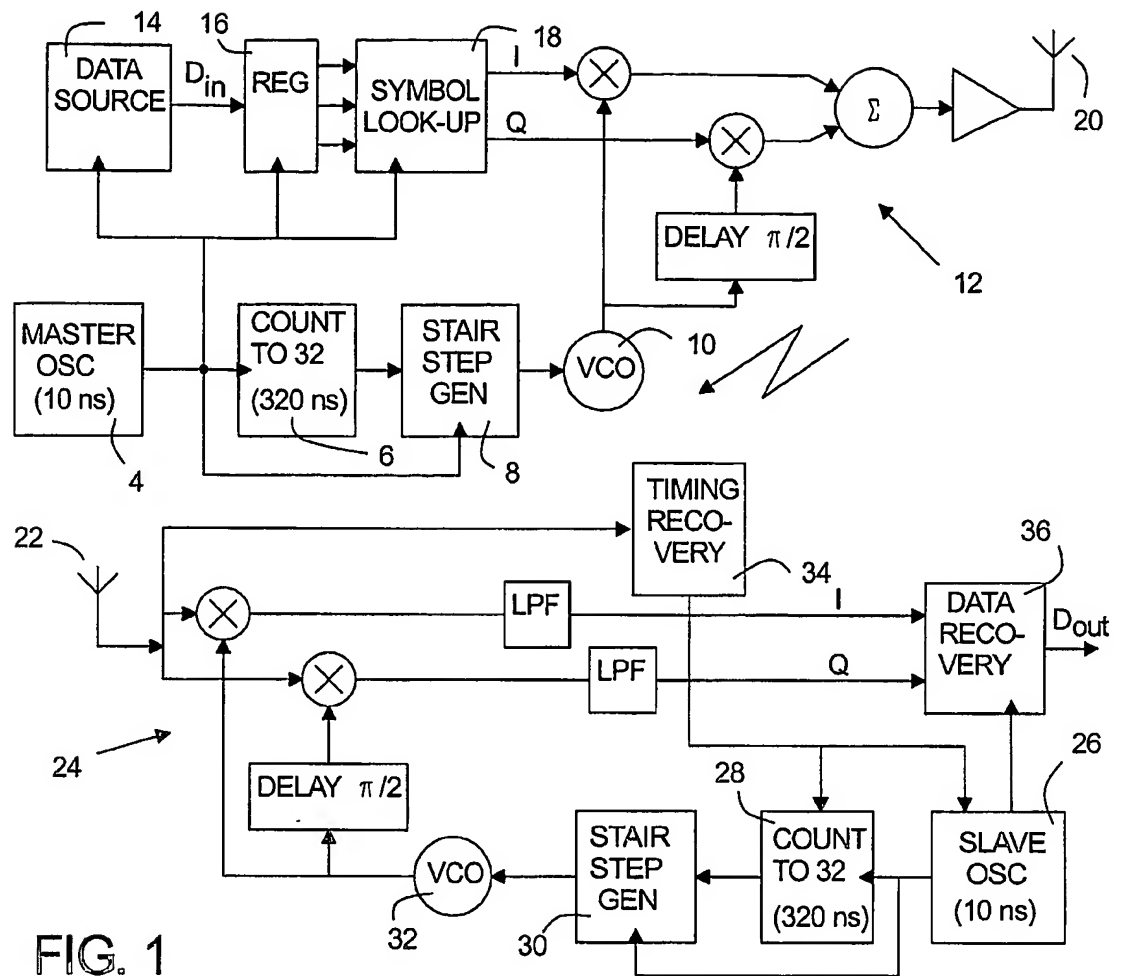 14
DATA
SOURCE
D_in
16
REG
18
SYMBOL
LOOK-UP
I
Q
Σ
20
DELAY π/2
12
MASTER
OSC
(10 ns)
4
COUNT
TO 32
(320 ns)
6
STAIR
STEP
GEN
8
VCO
10
22
TIMING
RECO-
VERY
34
LPF
I
LPF
Q
36
DATA
RECO-
VERY
D_out
24
DELAY π/2
VCO
32
STAIR
STEP
GEN
30
28
COUNT
TO 32
(320 ns)
26
SLAVE
OSC
(10 ns)
FIG. 1